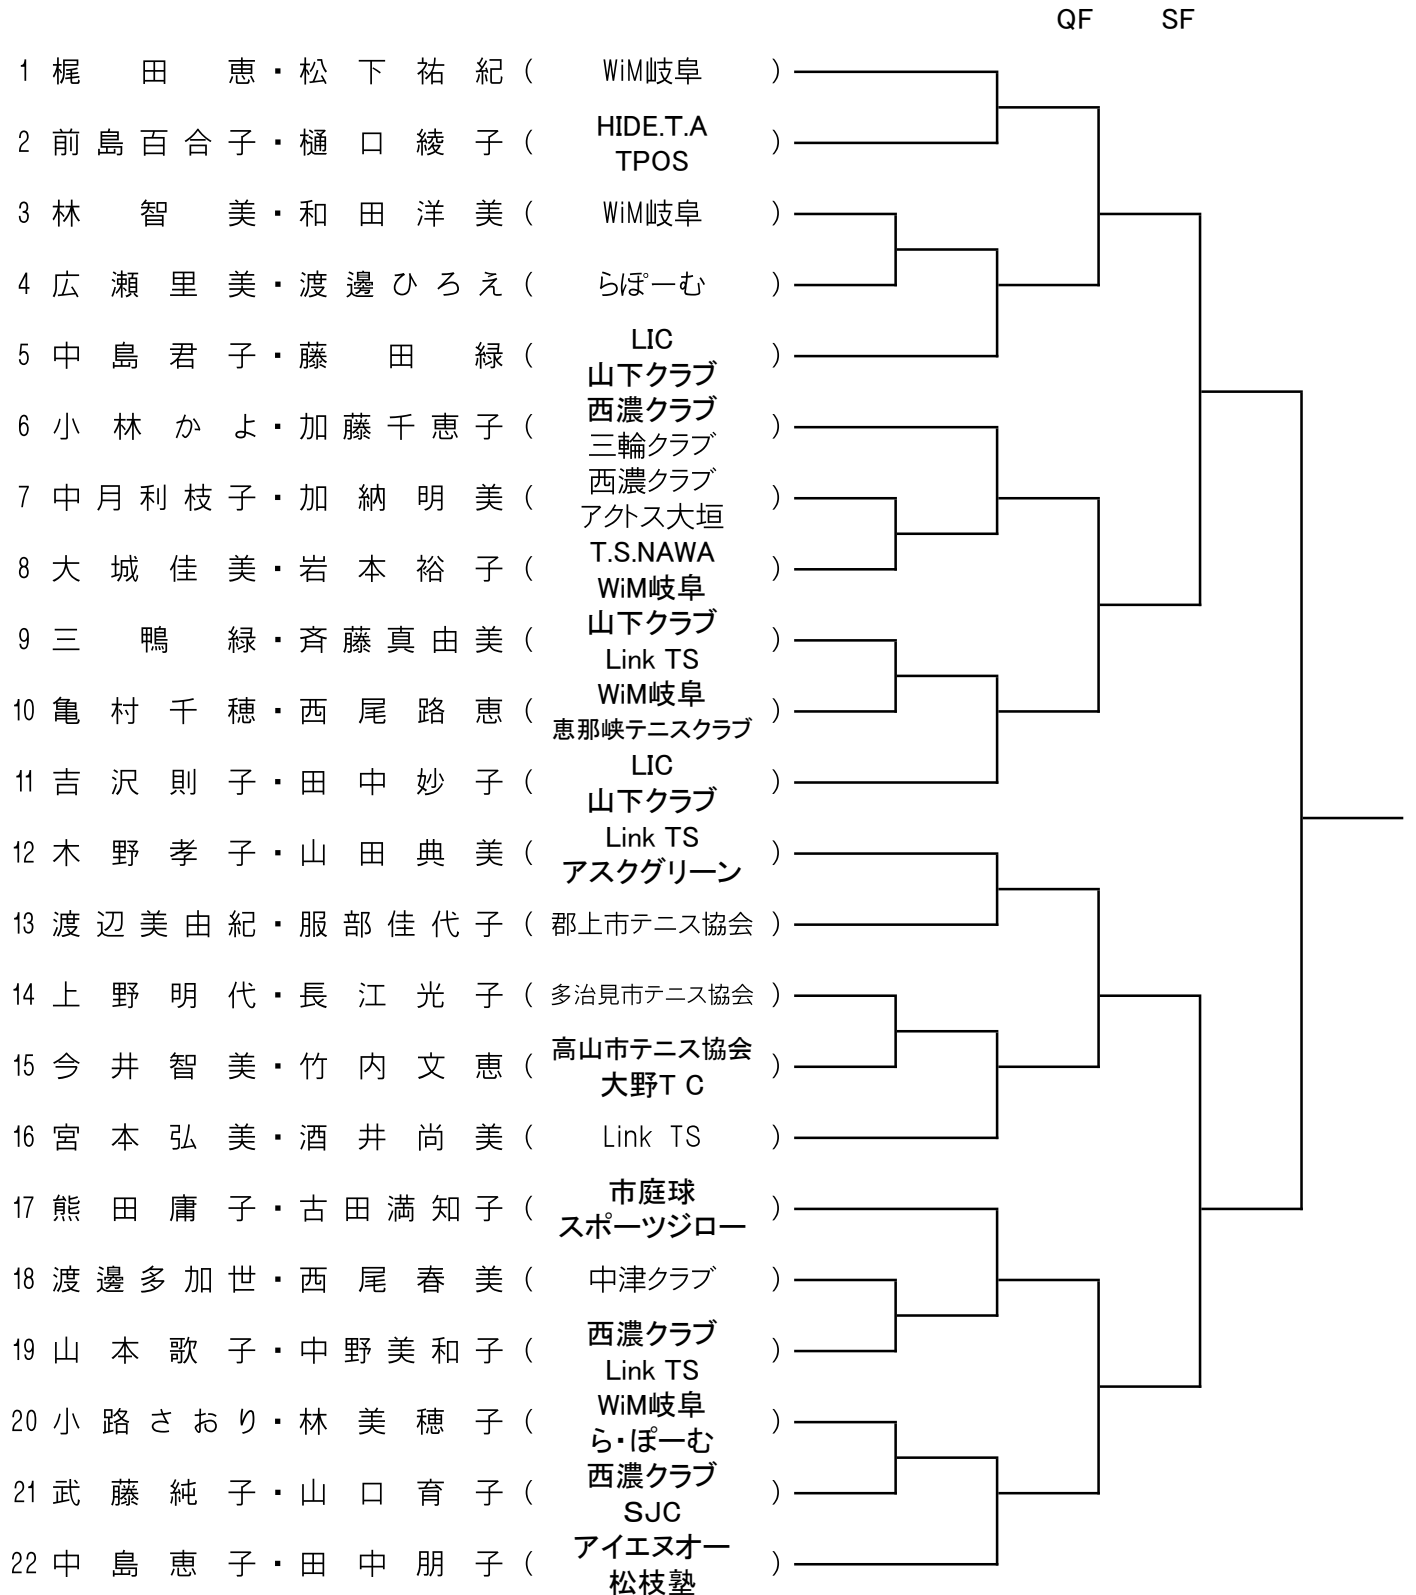 QF SF
1 梶田恵・松下祐紀 ( WiM岐阜 )
2 前島百合子・樋口綾子 ( HIDE.T.A
TPOS )
3 林智美・和田洋美 ( WiM岐阜 )
4 広瀬里美・渡邊ひろえ ( らぽーむ )
5 中島君子・藤田緑 ( LIC
山下クラブ )
6 小林かよ・加藤千恵子 ( 西濃クラブ
三輪クラブ )
7 中月利枝子・加納明美 ( 西濃クラブ
アクトス大垣 )
8 大城佳美・岩本裕子 ( T.S.NAWA
WiM岐阜 )
9 三鴨緑・斉藤真由美 ( 山下クラブ
Link TS )
10 亀村千穂・西尾路恵 ( WiM岐阜
恵那峡テニスクラブ )
11 吉沢則子・田中妙子 ( LIC
山下クラブ )
12 木野孝子・山田典美 ( Link TS
アスクグリーン )
13 渡辺美由紀・服部佳代子 ( 郡上市テニス協会 )
14 上野明代・長江光子 ( 多治見市テニス協会 )
15 今井智美・竹内文恵 ( 高山市テニス協会
大野T C )
16 宮本弘美・酒井尚美 ( Link TS )
17 熊田庸子・古田満知子 ( 市庭球
スポーツジロー )
18 渡邊多加世・西尾春美 ( 中津クラブ )
19 山本歌子・中野美和子 ( 西濃クラブ
Link TS )
20 小路さおり・林美穂子 ( WiM岐阜
ら・ぽーむ )
21 武藤純子・山口育子 ( 西濃クラブ
SJC )
22 中島恵子・田中朋子 ( アイエヌオー
松枝塾 )